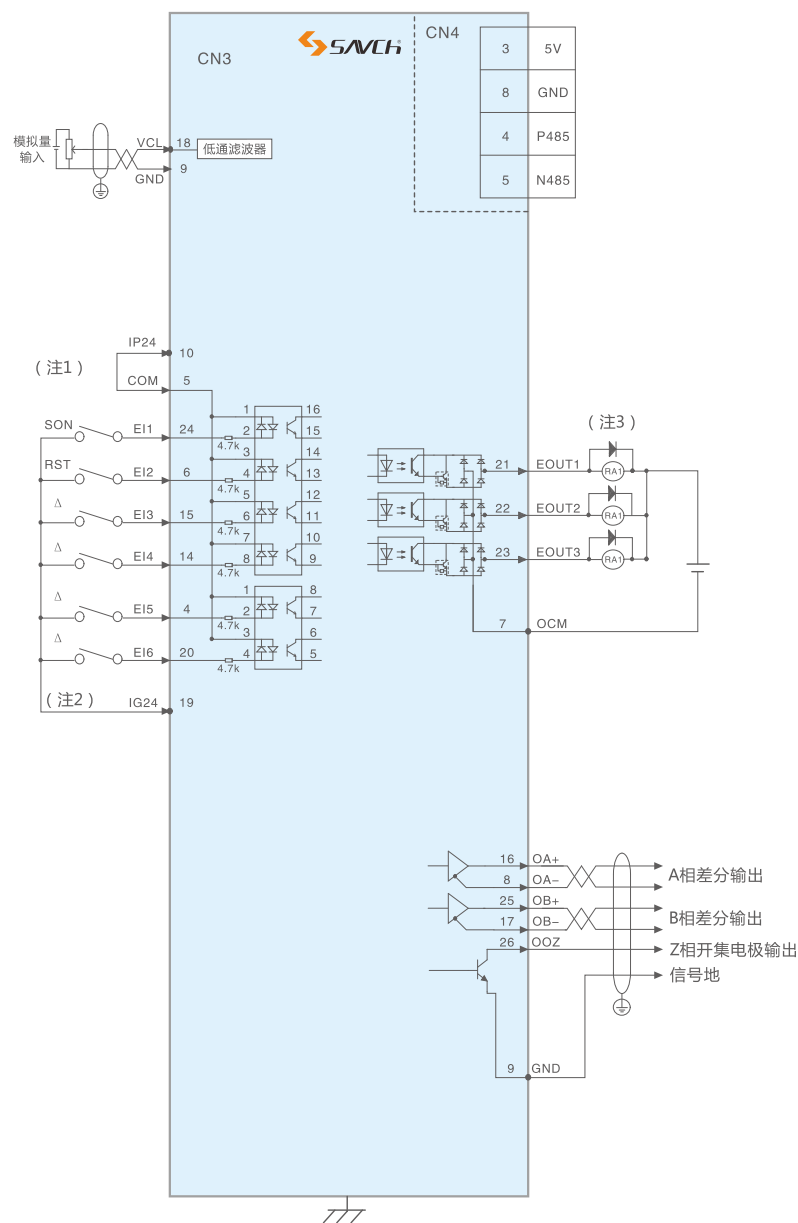 CN3
SAVCH
CN4
3 5V
8 GND
4 P485
5 N485
模拟量
输入
VCL 18 低通滤波器
GND 9
IP24 10
(注1)
COM 5
SON EI1 24 4.7k
1 16
2 15
RST EI2 6 4.7k
3 14
4 13
Δ EI3 15 4.7k
5 12
6 11
Δ EI4 14 4.7k
7 10
8 9
Δ EI5 4 4.7k
1 8
2 7
Δ EI6 20 4.7k
3 6
4 5
(注2) IG24 19
(注3)
21 EOUT1 RA1
22 EOUT2 RA1
23 EOUT3 RA1
7 OCM
16 OA+
8 OA-
A相差分输出
25 OB+
17 OB-
B相差分输出
26 OOZ Z相开集电极输出
信号地
9 GND